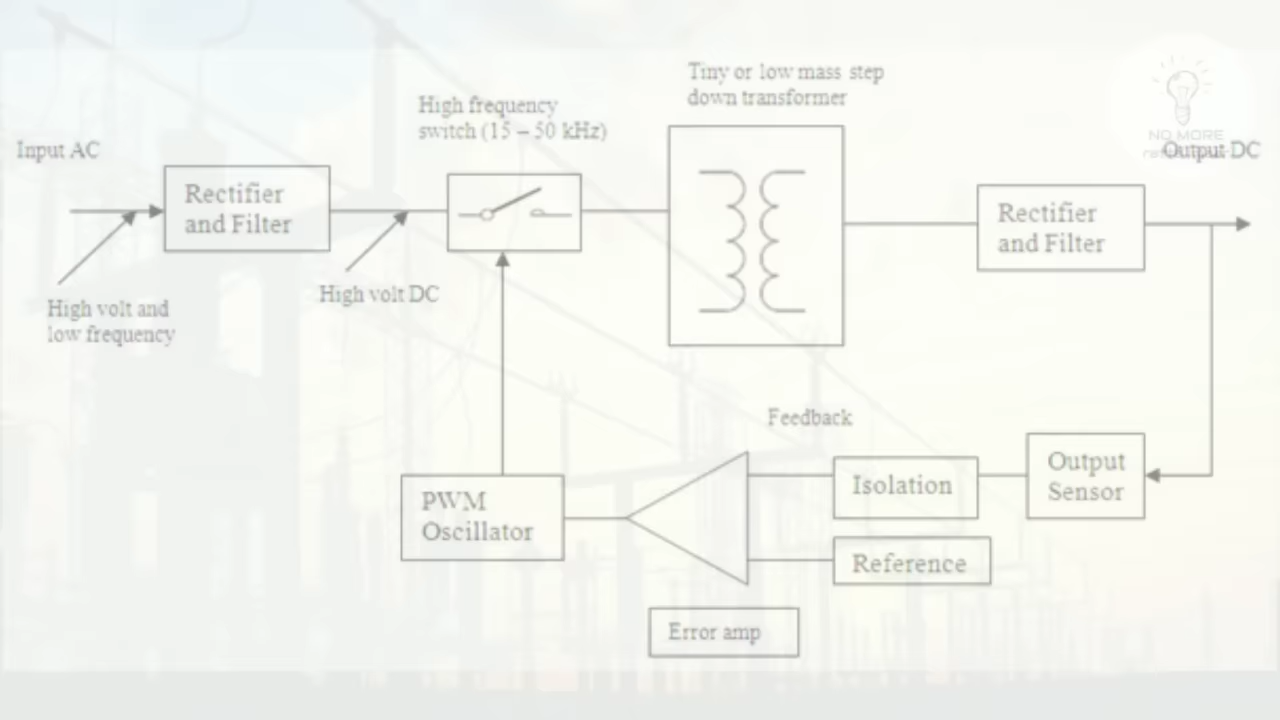 Tiny or low mass step
down transformer
High frequency
switch (15 – 50 kHz)
NO MORE
Input AC
Output DC
Rectifier
and Filter
Rectifier
and Filter
High volt DC
High volt and
low frequency
Feedback
PWM
Oscillator
Isolation
Output
Sensor
Reference
Error amp